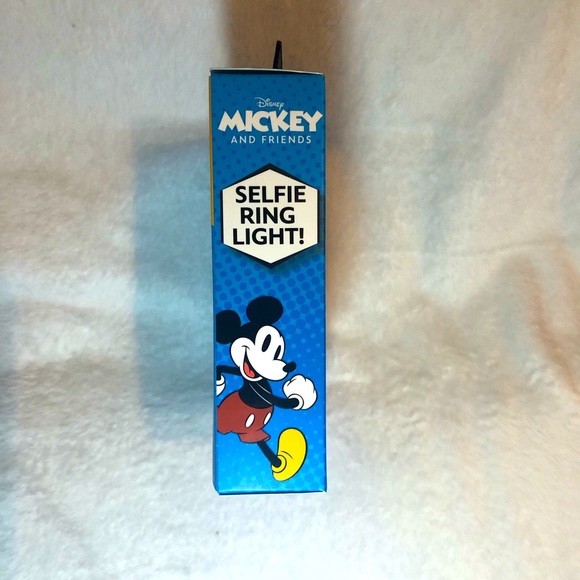 Disney
MICKEY
AND FRIENDS
SELFIE
RING
LIGHT!